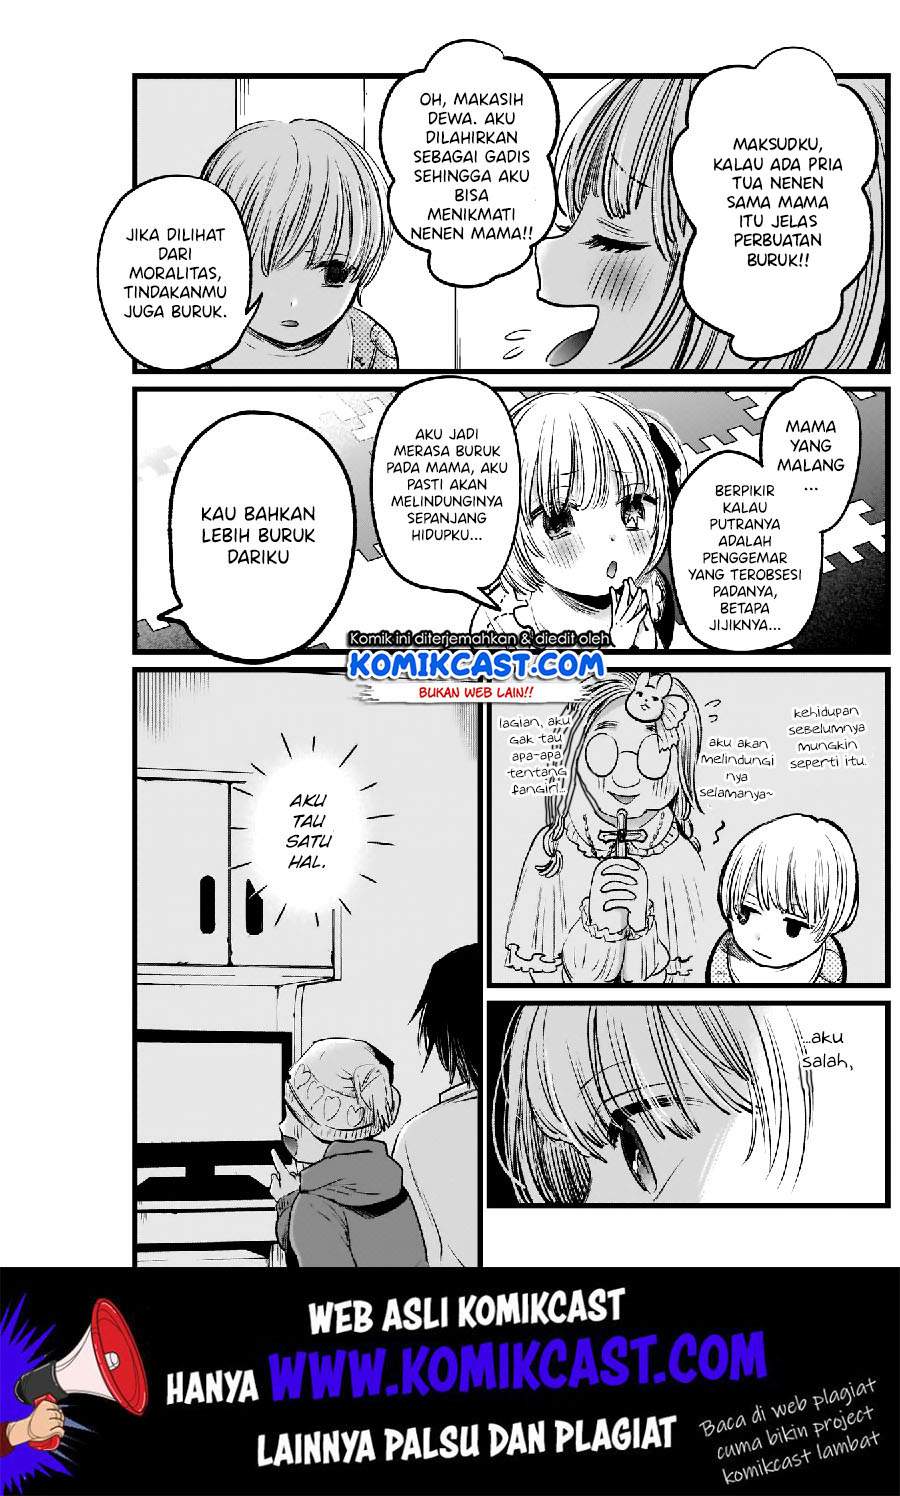 MAKSUDKU,
KALAU ADA PRIA
TUA NENEN
SAMA MAMA
ITU JELAS
PERBUATAN
BURUK!!
OH, MAKASIH
DEWA. AKU
DILAHIRKAN
SEBAGAI GADIS
SEHINGGA AKU
BISA
MENIKMATI
NENEN MAMA!!
JIKA DILIHAT
DARI
MORALITAS,
TINDAKANMU
JUGA BURUK.
MAMA
YANG
MALANG
...
BERPIKIR
KALAU
PUTRANYA
ADALAH
PENGGEMAR
YANG TEROBSESI
PADANYA,
BETAPA
JIJIKNYA...
AKU JADI
MERASA BURUK
PADA MAMA, AKU
PASTI AKAN
MELINDUNGINYA
SEPANJANG
HIDUPKU...
KAU BAHKAN
LEBIH BURUK
DARIKU
Komik ini diterjemahkan & diedit oleh
KOMIKCAST.COM
BUKAN WEB LAIN!!
kehidupan
sebelumnya
mungkin
seperti itu.
aku akan
melindungi
nya
selamanya~
lagian, aku
gak tau
apa-apa
tentang
fangirl..
...aku
salah,
AKU
TAU
SATU
HAL.
WEB ASLI KOMIKCAST
HANYA WWW.KOMIKCAST.COM
LAINNYA PALSU DAN PLAGIAT
Baca di web plagiat
cuma bikin project
komikcast lambat